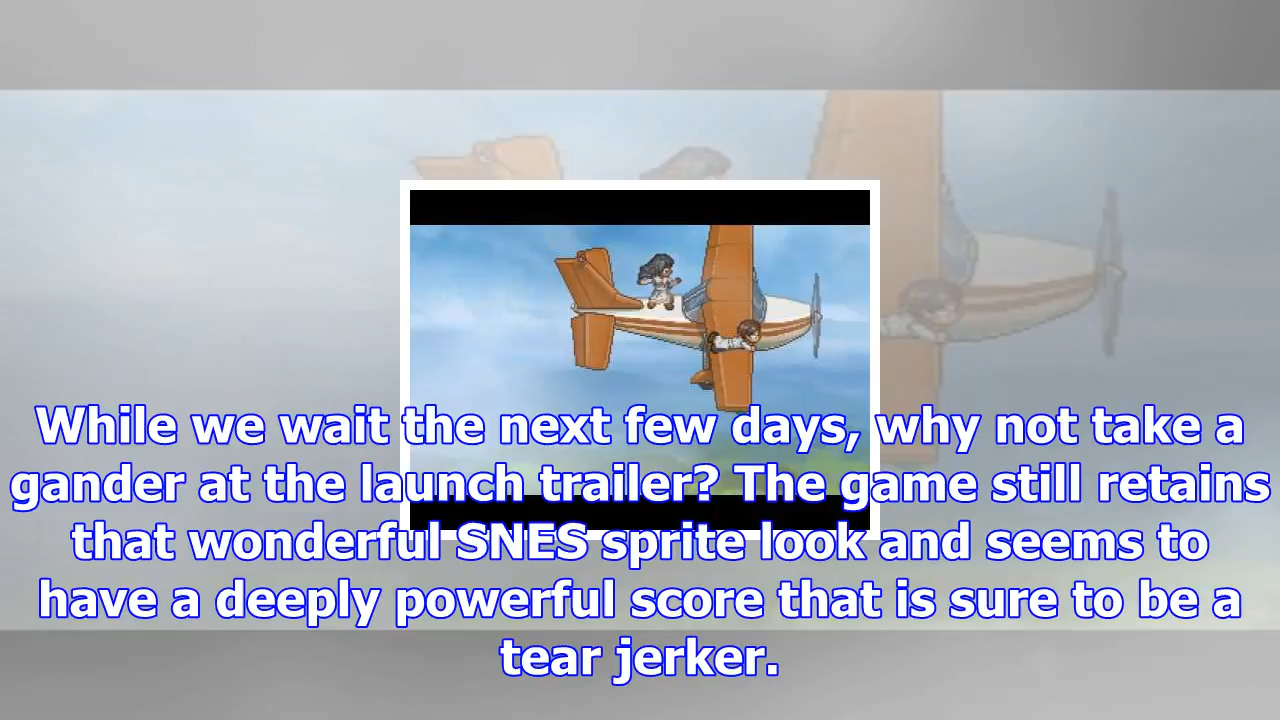 While we wait the next few days, why not take a
gander at the launch trailer? The game still retains
that wonderful SNES sprite look and seems to
have a deeply powerful score that is sure to be a
tear jerker.